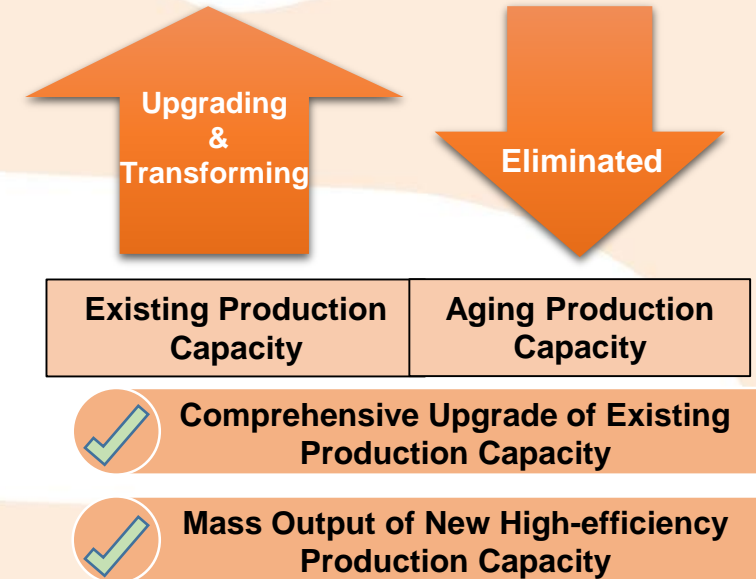 Upgrading
&
Transforming
Eliminated
Existing Production
Capacity
Aging Production
Capacity
Comprehensive Upgrade of Existing
Production Capacity
Mass Output of New High-efficiency
Production Capacity